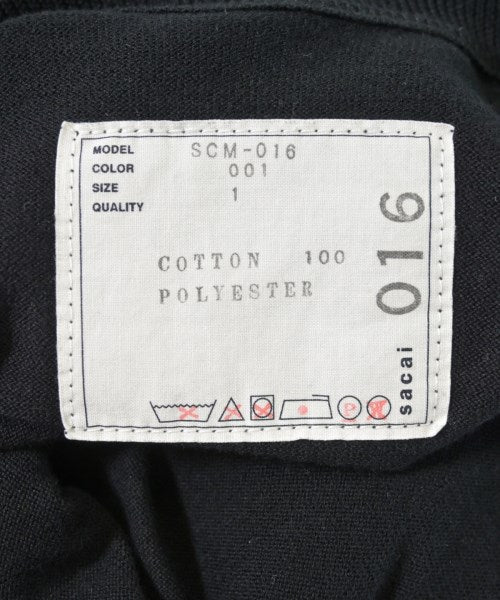 MODEL SCM-016
COLOR 001
SIZE 1
QUALITY
COTTON 100
POLYESTER
016
sacai
P